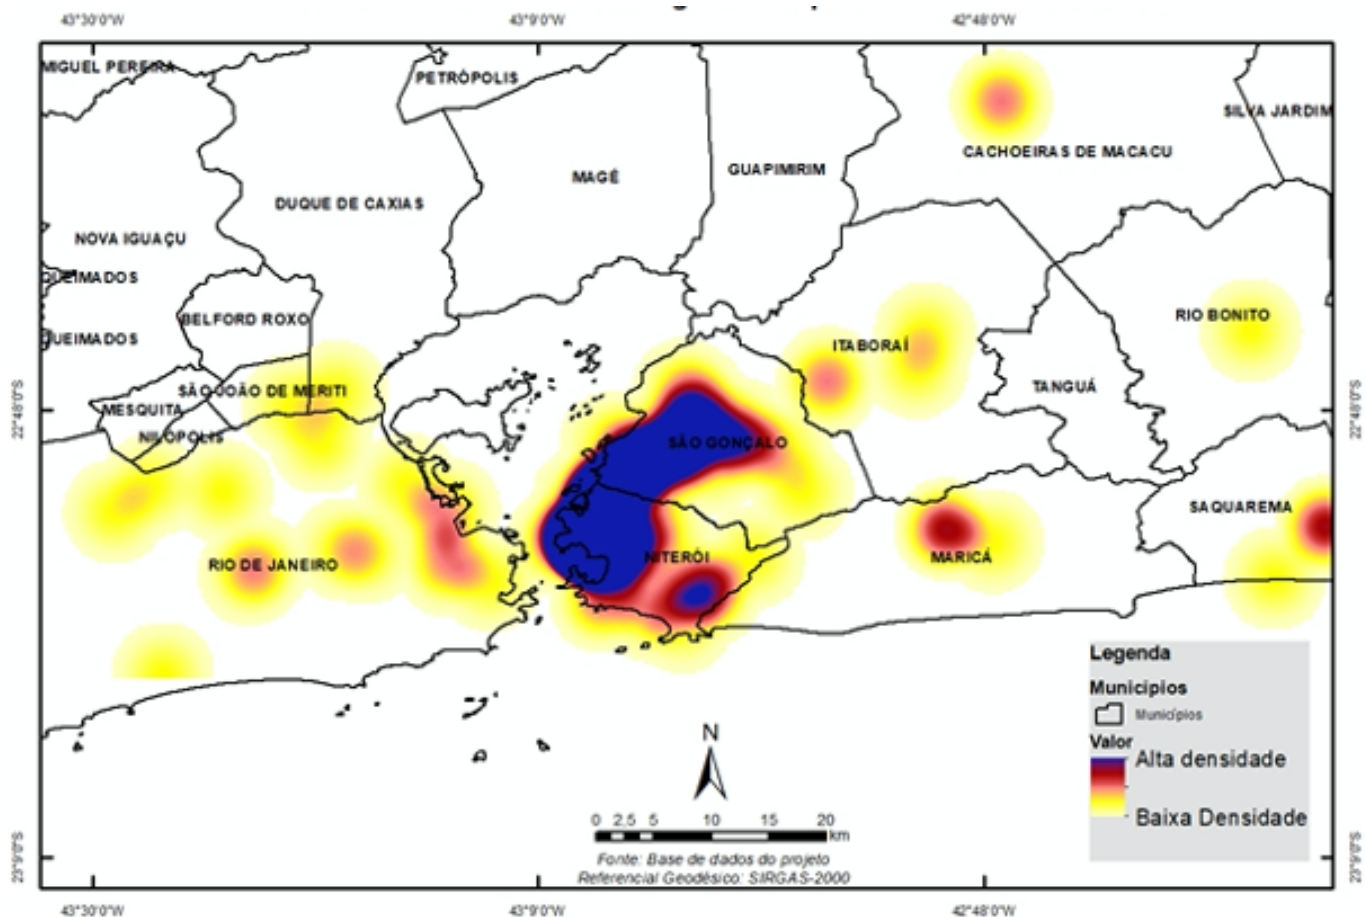 43°30'0"W 43°9'0"W 42°48'0"W
MIGUEL PEREIRA
PETRÓPOLIS
SILVA JARDIM
CACHOEIRAS DE MACACU
GUAPIMIRIM
MAGÉ
DUQUE DE CAXIAS
NOVA IGUAÇU
QUEIMADOS
RIO BONITO
BELFORD ROXO
UEIMADOS
ITABORAÍ
TANGUÁ
SÃO JOÃO DE MERITI
MESQUITA
22°48'0"S 22°48'0"S
NILÓPOLIS
SÃO GONÇALO
SAQUAREMA
NITERÓI
MARICÁ
RIO DE JANEIRO
Legenda
Municípios
Municípios
Valor
Alta densidade
Baixa Densidade
N
0 2,5 5 10 15 20
km
Fonte: Base de dados do projeto
Referencial Geodésico: SIRGAS-2000
23°9'0"S 23°9'0"S
43°30'0"W 43°9'0"W 42°48'0"W